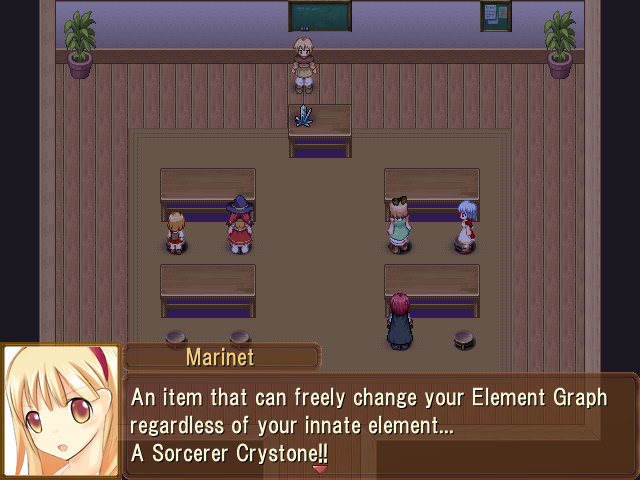 Marinet
An item that can freely change your Element Graph
regardless of your innate element...
A Sorcerer Crystone!!